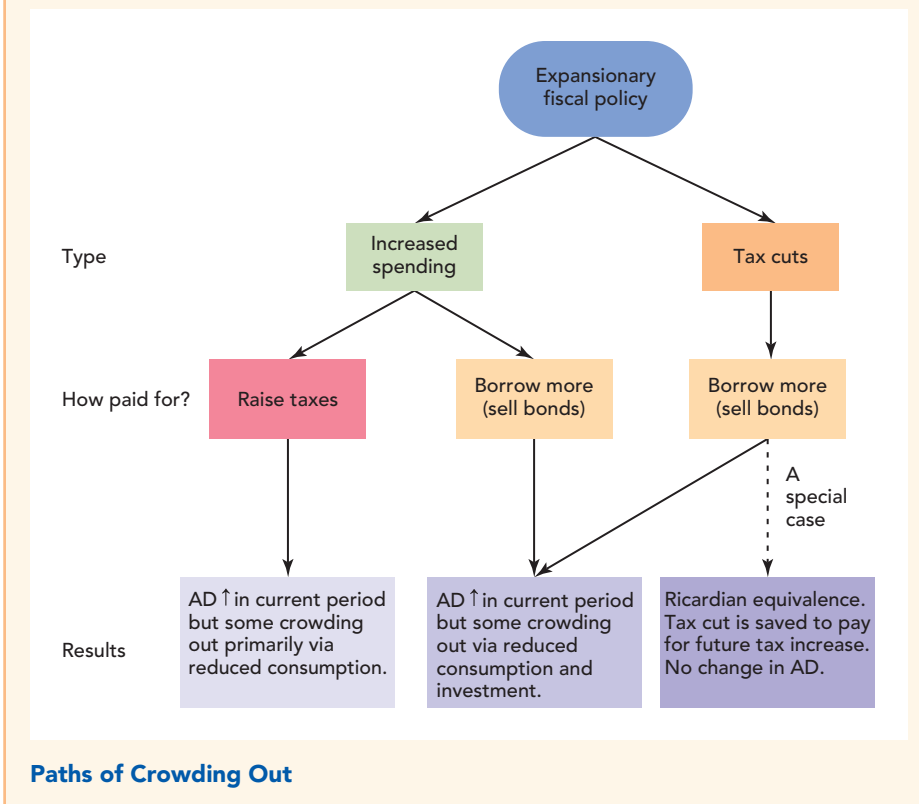 Expansionary
fiscal policy
Type
Increased
spending
Tax cuts
How paid for?
Raise taxes
Borrow more
(sell bonds)
Borrow more
(sell bonds)
A
special
case
Results
AD ↑ in current period
but some crowding
out primarily via
reduced consumption.
AD ↑ in current period
but some crowding
out via reduced
consumption and
investment.
Ricardian equivalence.
Tax cut is saved to pay
for future tax increase.
No change in AD.
Paths of Crowding Out